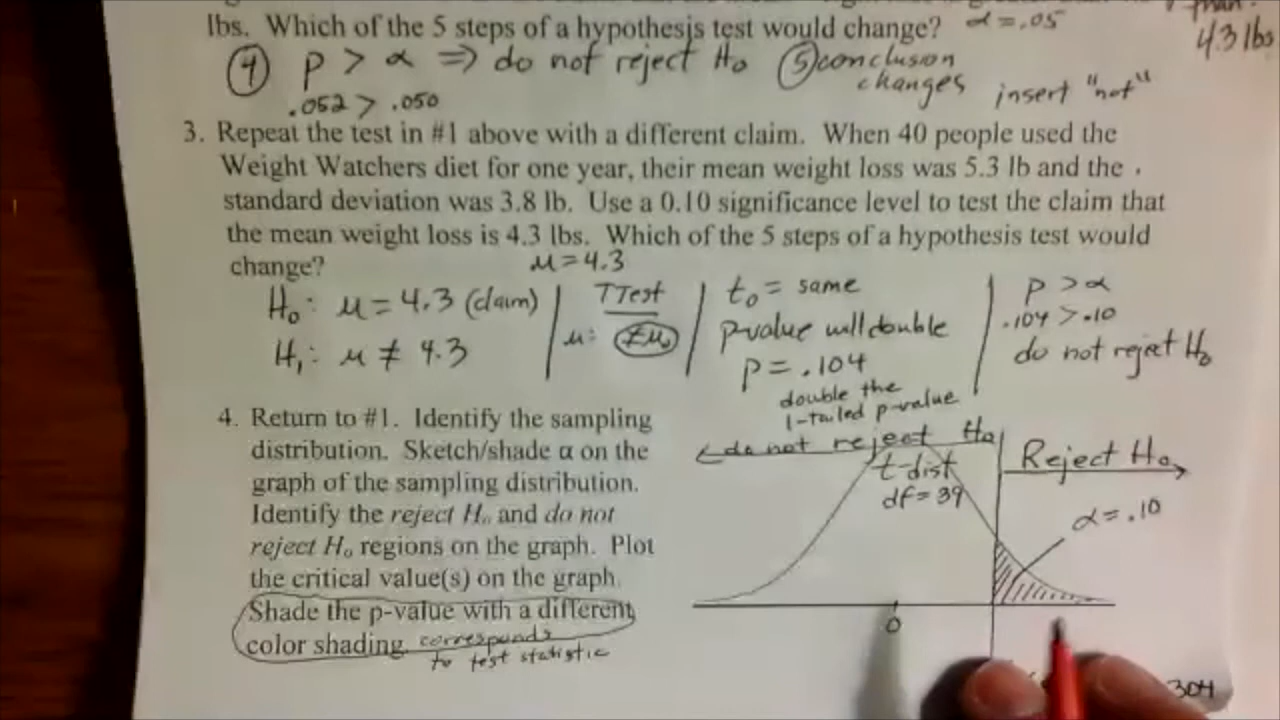 lbs. Which of the 5 steps of a hypothesis test would change? α = .05
than
4.3 lbs
④ p > α ⇒ do not reject H₀ ⑤ conclusion
changes insert "not"
.052 > .050
3. Repeat the test in #1 above with a different claim. When 40 people used the
Weight Watchers diet for one year, their mean weight loss was 5.3 lb and the
standard deviation was 3.8 lb. Use a 0.10 significance level to test the claim that
the mean weight loss is 4.3 lbs. Which of the 5 steps of a hypothesis test would
change? μ = 4.3
H₀: μ = 4.3 (claim)
H₁: μ ≠ 4.3
TTest
μ: ≠μ₀
t₀ = same
p-value will double
p = .104
double the
1-tailed p-value
p > α
.104 > .10
do not reject H₀
4. Return to #1. Identify the sampling
distribution. Sketch/shade α on the
graph of the sampling distribution.
Identify the reject H₀ and do not
reject H₀ regions on the graph. Plot
the critical value(s) on the graph.
Shade the p-value with a different
color shading. corresponds
to test statistic
do not reject H₀
Reject H₀
t-dist
df = 39
α = .10
0
304